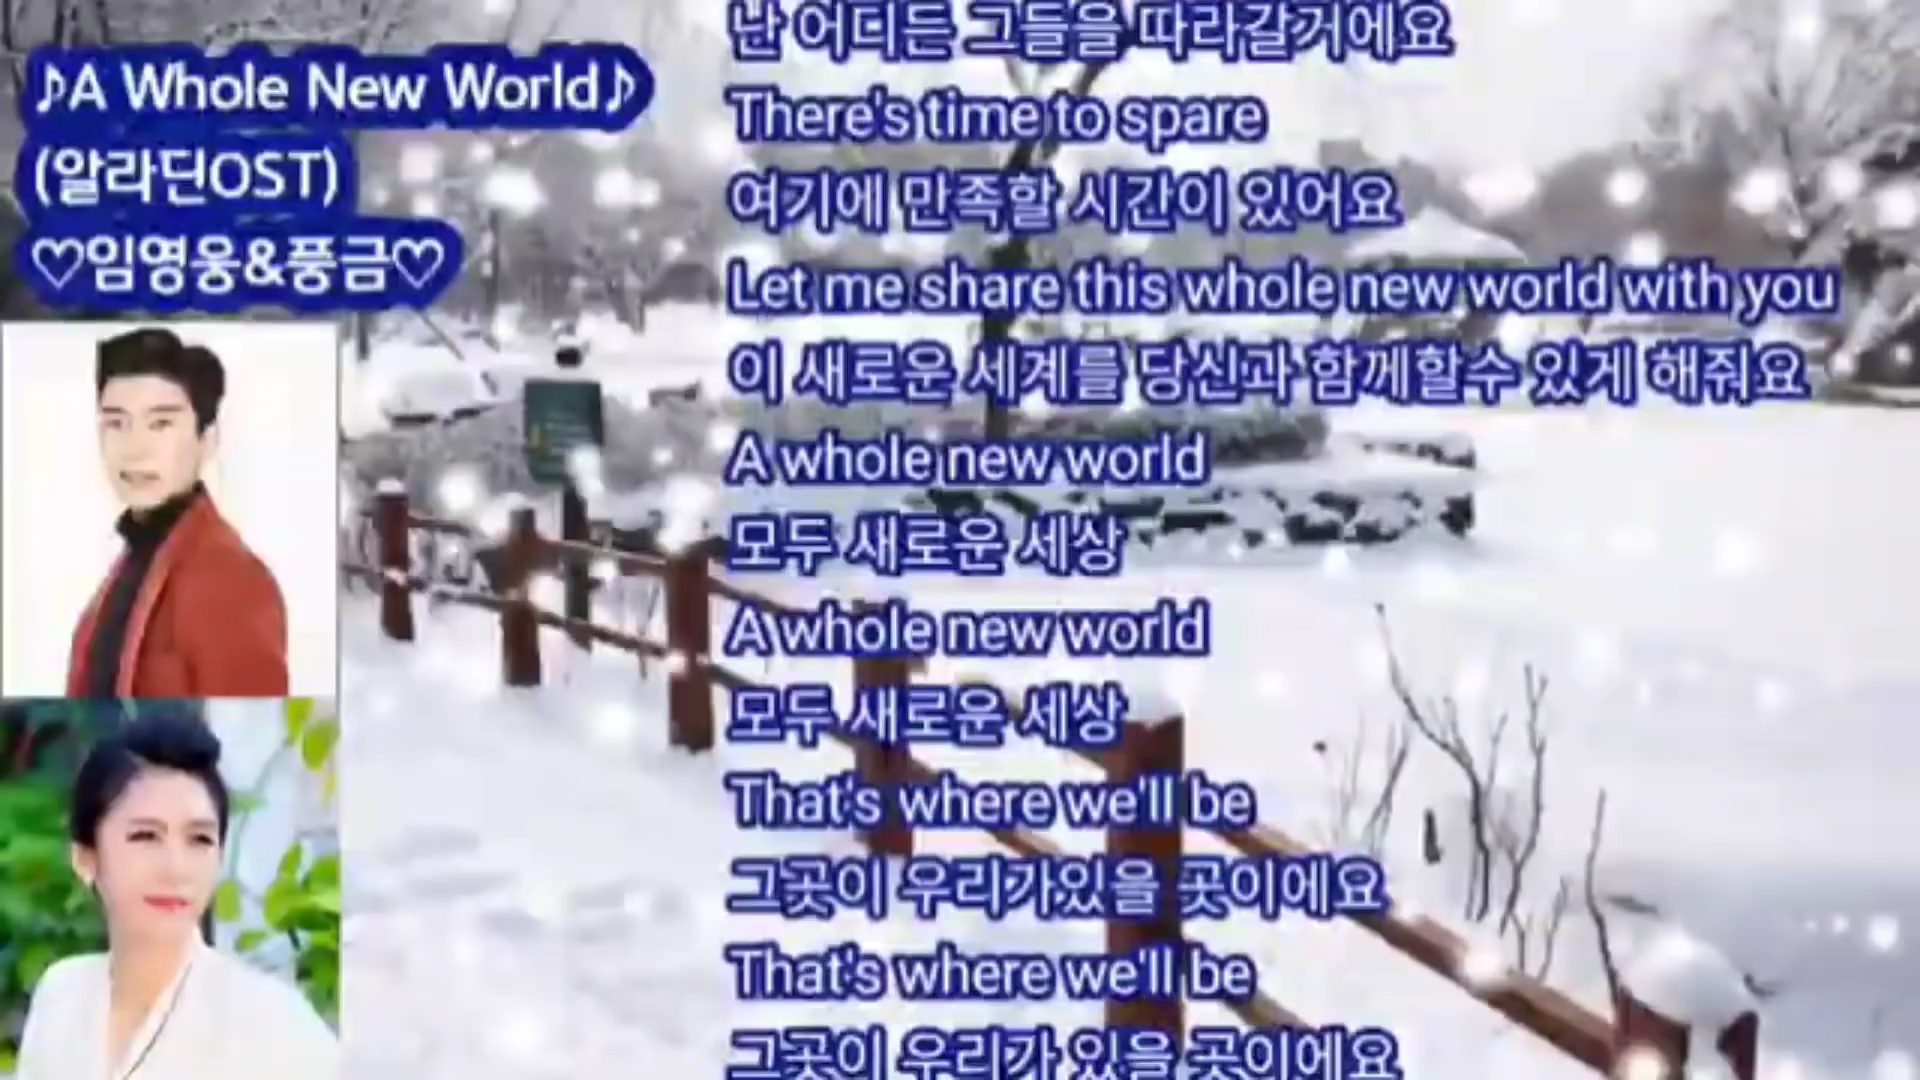 ♪A Whole New World♪
(알라딘OST)
♡임영웅&풍금♡
난 어디든 그들을 따라갈거에요
There's time to spare
여기에 만족할 시간이 있어요
Let me share this whole new world with you
이 새로운 세계를 당신과 함께할수 있게 해줘요
A whole new world
모두 새로운 세상
A whole new world
모두 새로운 세상
That's where we'll be
그곳이 우리가있을 곳이에요
That's where we'll be
그곳이 우리가 있을 곳이에요